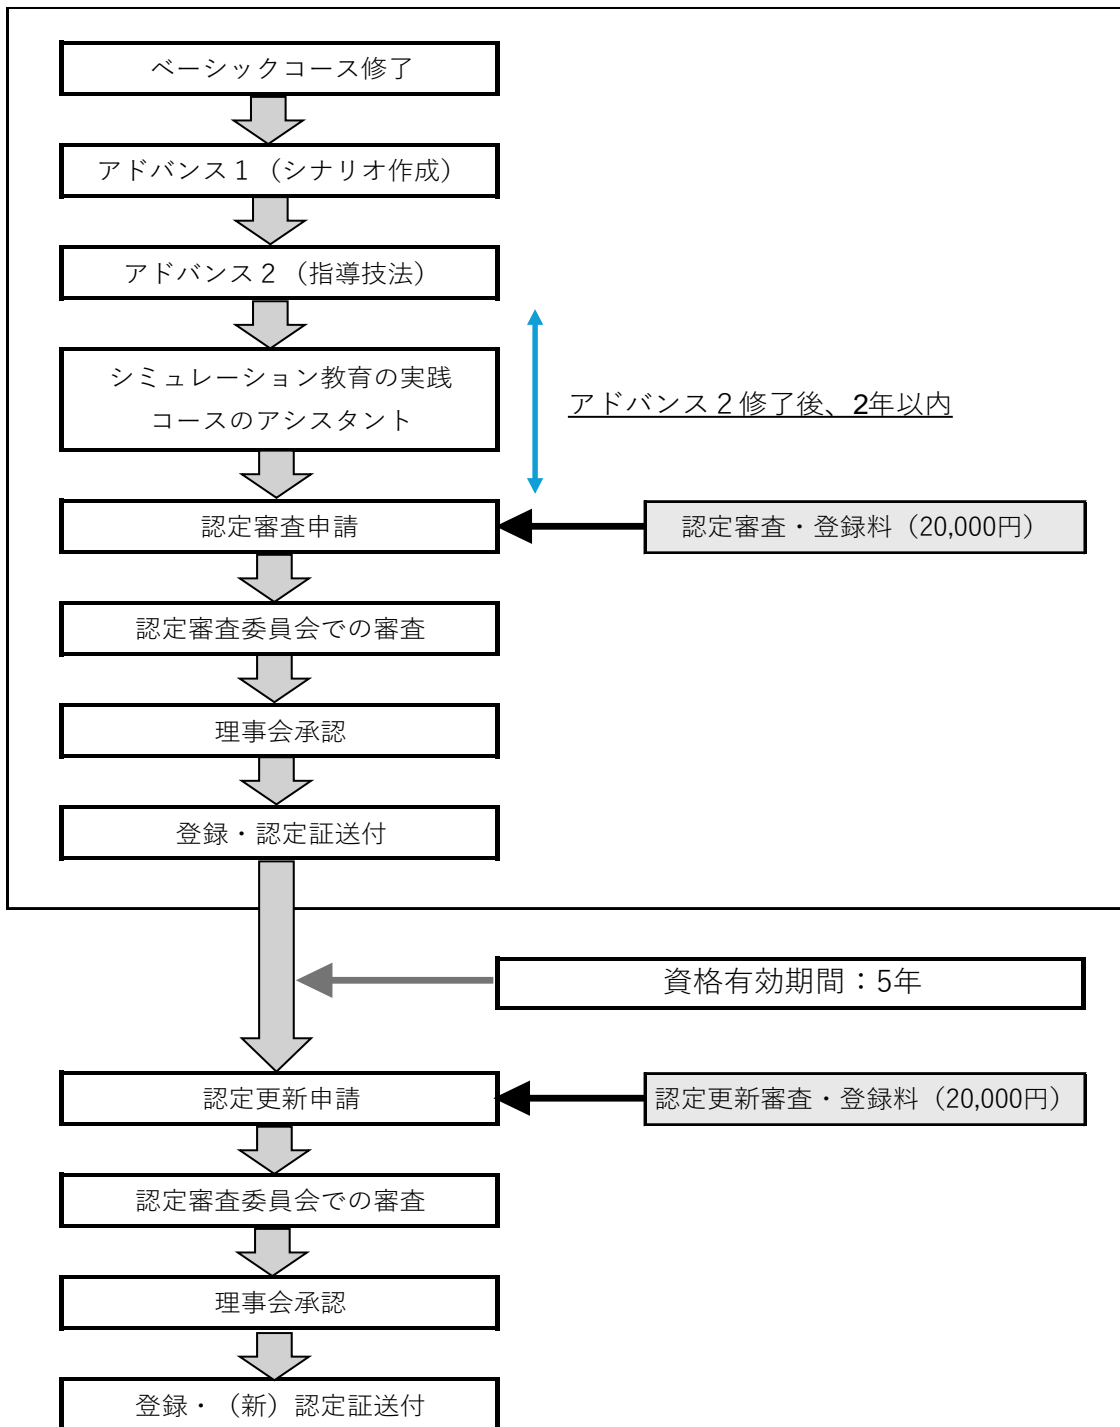 ベーシックコース修了
アドバンス１（シナリオ作成）
アドバンス２（指導技法）
シミュレーション教育の実践
コースのアシスタント
アドバンス２修了後、2年以内
認定審査申請
認定審査・登録料（20,000円）
認定審査委員会での審査
理事会承認
登録・認定証送付
資格有効期間：5年
認定更新申請
認定更新審査・登録料（20,000円）
認定審査委員会での審査
理事会承認
登録・（新）認定証送付